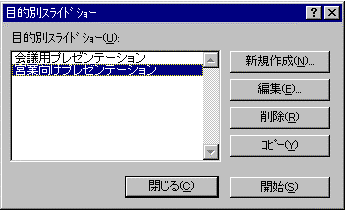 目的別スライドショー
目的別スライドショー(U):
会議用プレゼンテーション
営業向けプレゼンテーション
新規作成(N)...
編集(E)...
削除(R)
コピー(Y)
閉じる(C)
開始(S)